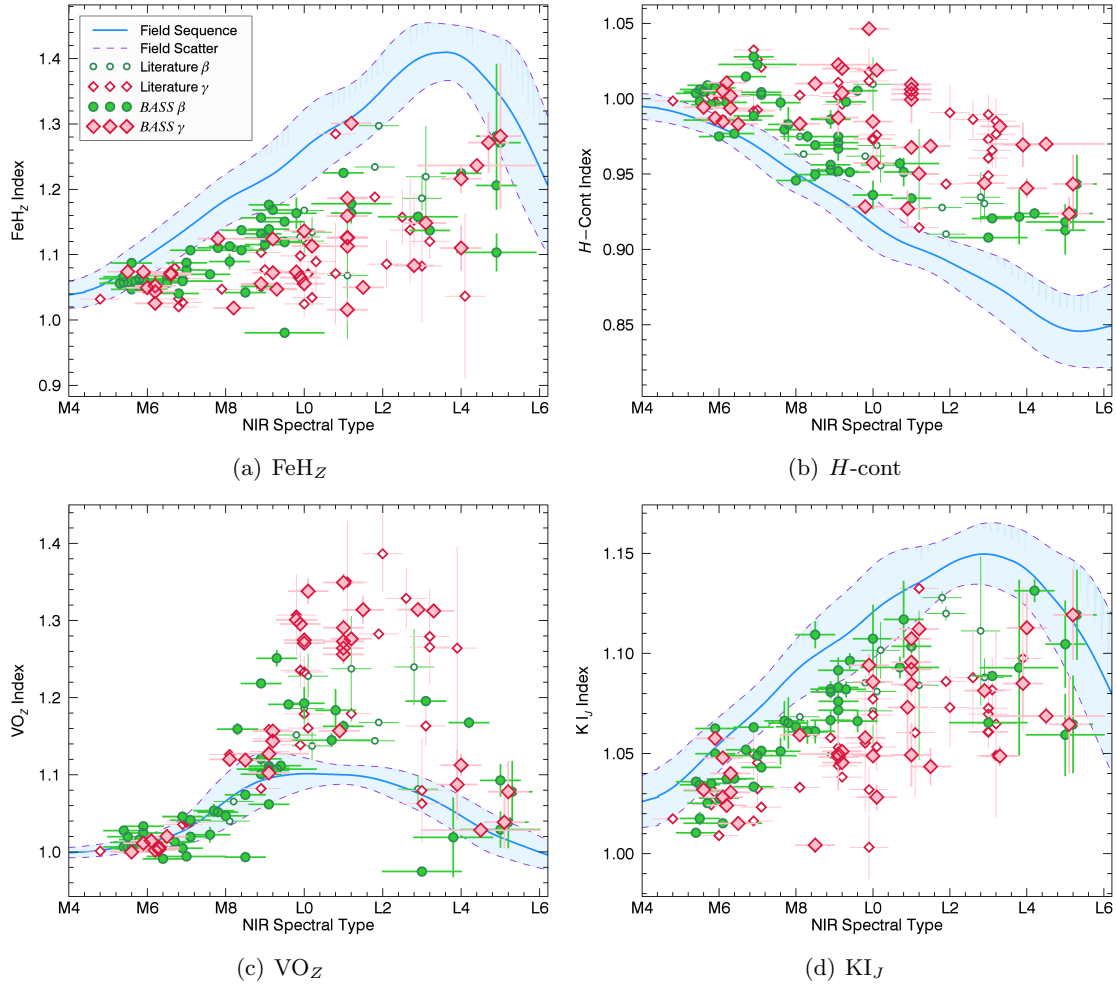 Field Sequence
Field Scatter
Literature β
Literature γ
BASS β
BASS γ
FeH_Z Index
1.4
1.3
1.2
1.1
1.0
0.9
M4 M6 M8 L0 L2 L4 L6
NIR Spectral Type
(a) FeH_Z
H−Cont Index
1.05
1.00
0.95
0.90
0.85
M4 M6 M8 L0 L2 L4 L6
NIR Spectral Type
(b) H-cont
VO_Z Index
1.4
1.3
1.2
1.1
1.0
M4 M6 M8 L0 L2 L4 L6
NIR Spectral Type
(c) VO_Z
KI_J Index
1.15
1.10
1.05
1.00
M4 M6 M8 L0 L2 L4 L6
NIR Spectral Type
(d) KI_J